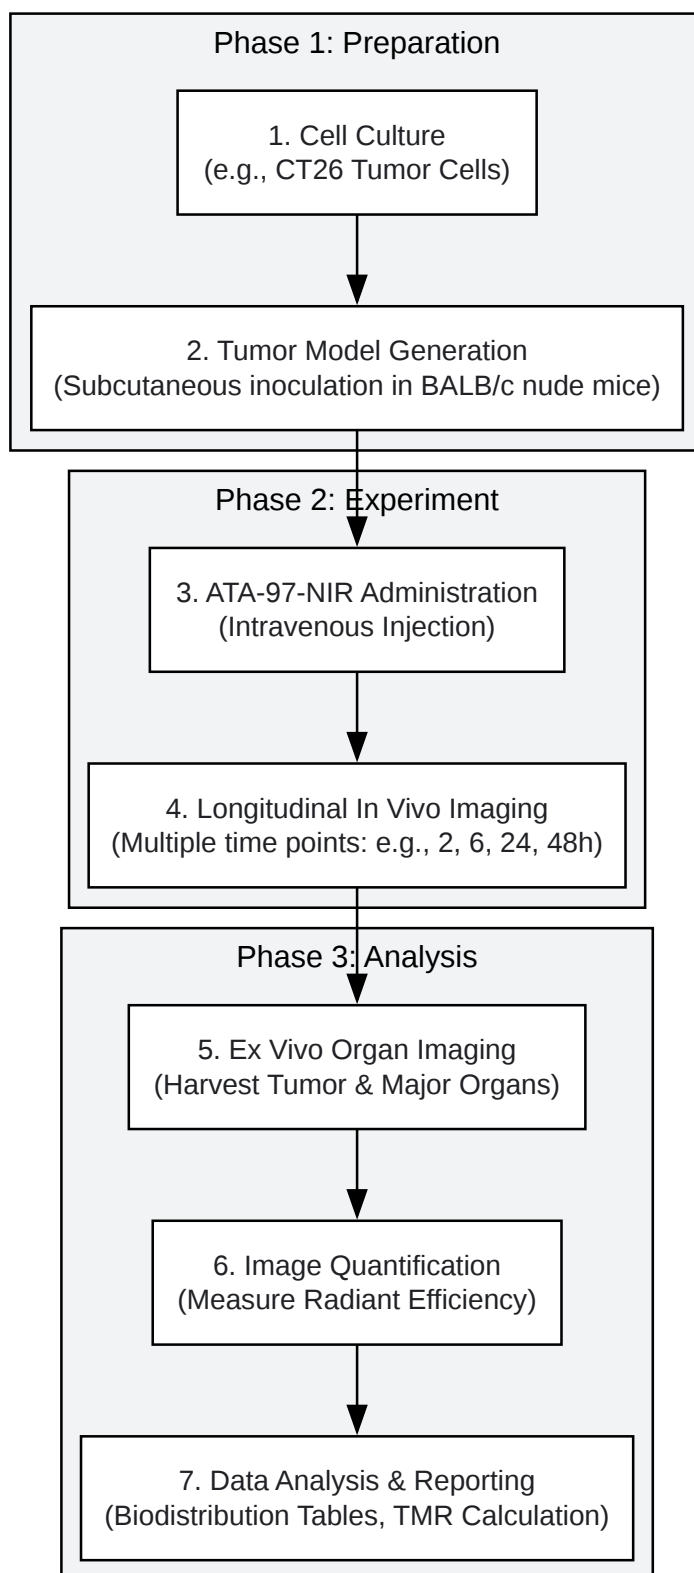 Phase 1: Preparation
1. Cell Culture
(e.g., CT26 Tumor Cells)
2. Tumor Model Generation
(Subcutaneous inoculation in BALB/c nude mice)
Phase 2: Experiment
3. ATA-97-NIR Administration
(Intravenous Injection)
4. Longitudinal In Vivo Imaging
(Multiple time points: e.g., 2, 6, 24, 48h)
Phase 3: Analysis
5. Ex Vivo Organ Imaging
(Harvest Tumor & Major Organs)
6. Image Quantification
(Measure Radiant Efficiency)
7. Data Analysis & Reporting
(Biodistribution Tables, TMR Calculation)